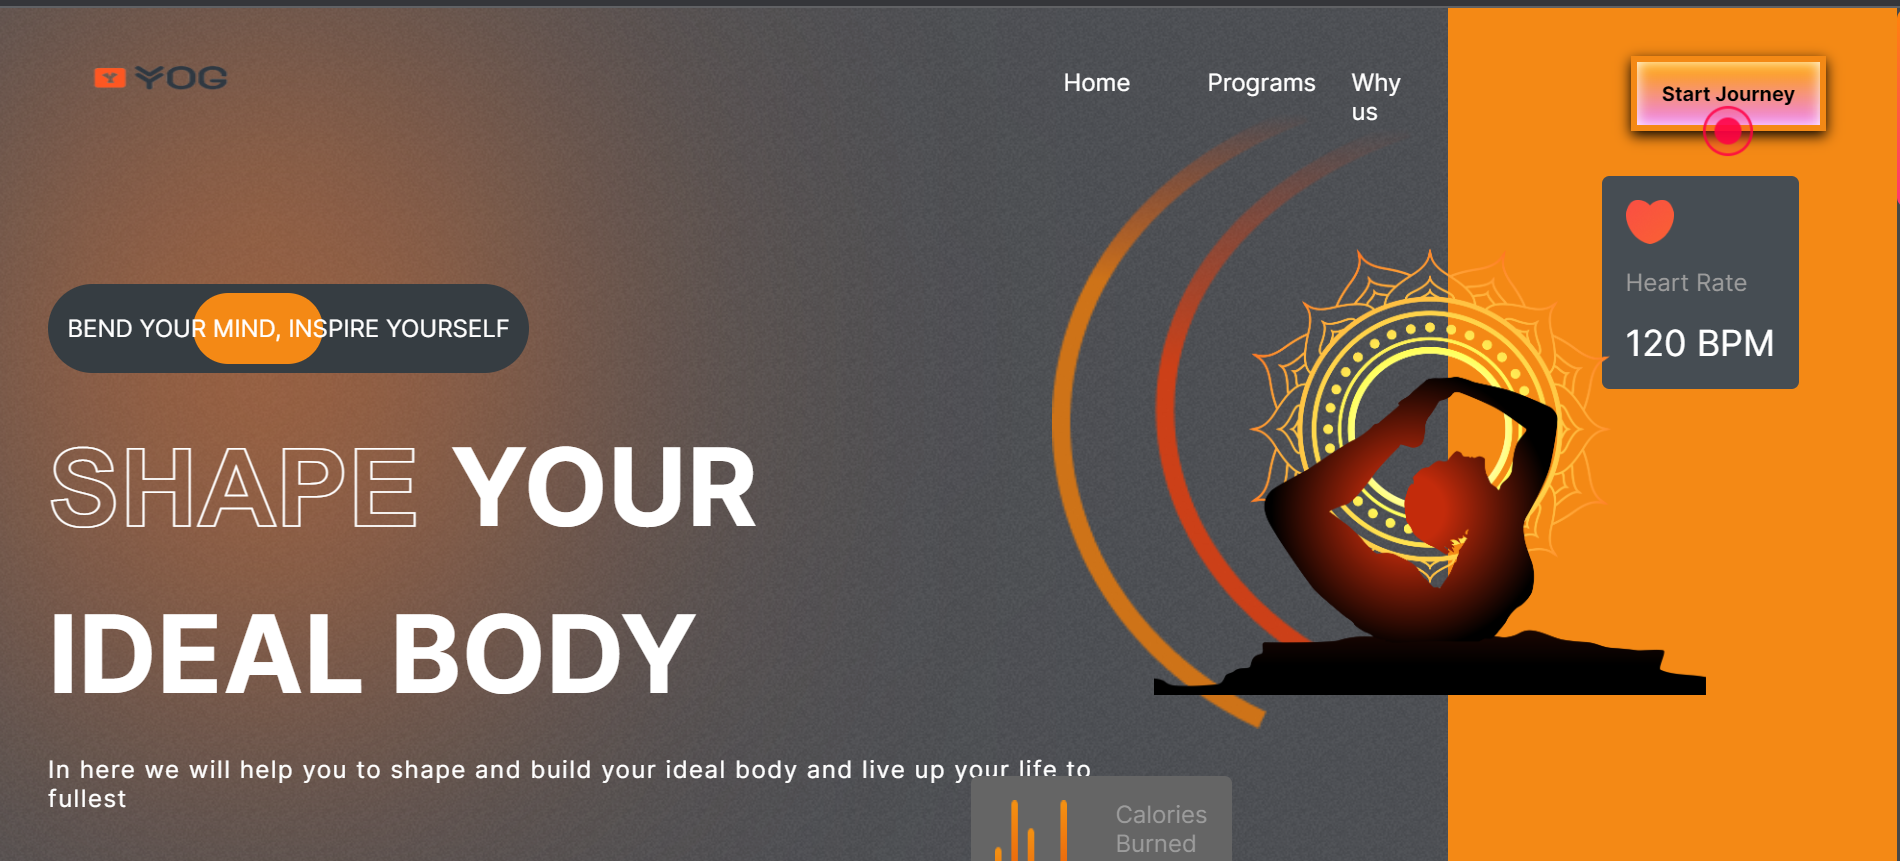 YOG
Home
Programs
Why
us
Start Journey
Heart Rate
120 BPM
BEND YOUR MIND, INSPIRE YOURSELF
SHAPE YOUR
IDEAL BODY
In here we will help you to shape and build your ideal body and live up your life to
fullest
Calories
Burned